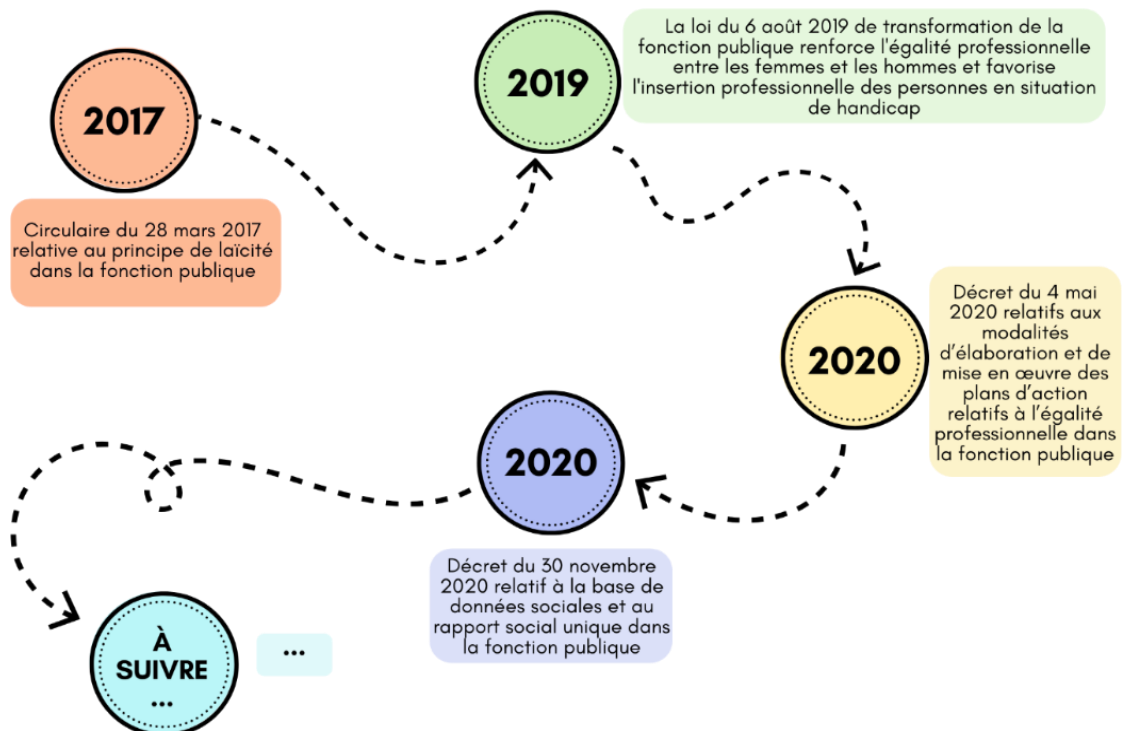 2017
Circulaire du 28 mars 2017
relative au principe de laïcité
dans la fonction publique
2019
La loi du 6 août 2019 de transformation de la
fonction publique renforce l'égalité professionnelle
entre les femmes et les hommes et favorise
l'insertion professionnelle des personnes en situation
de handicap
2020
Décret du 4 mai
2020 relatifs aux
modalités
d'élaboration et de
mise en œuvre des
plans d'action
relatifs à l'égalité
professionnelle dans
la fonction publique
2020
Décret du 30 novembre
2020 relatif à la base de
données sociales et au
rapport social unique dans
la fonction publique
À
SUIVRE
...
...